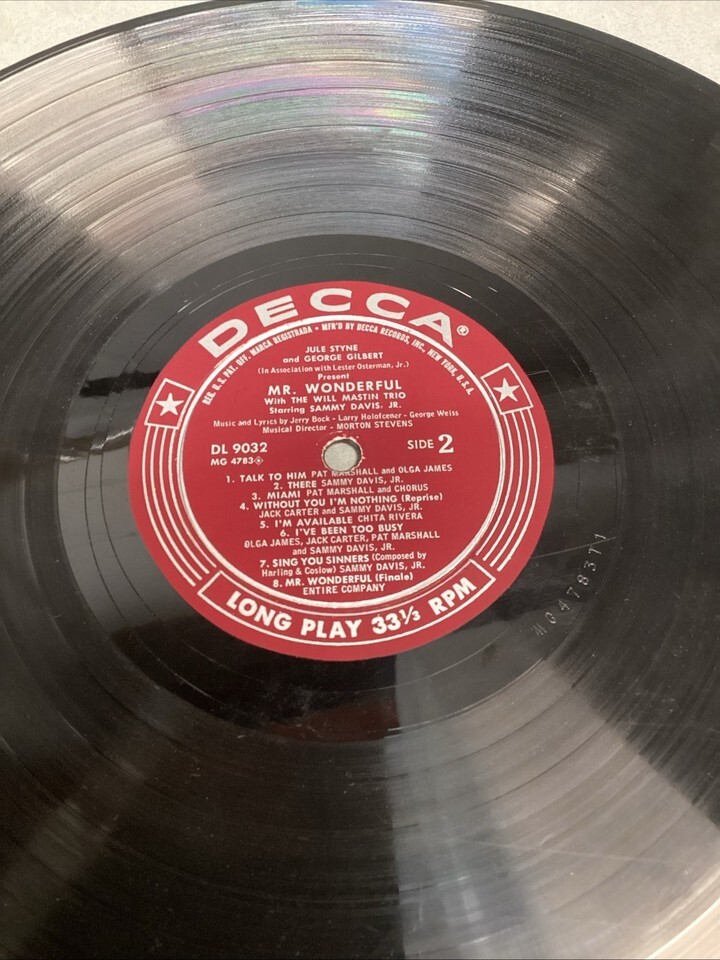 DECCA®
REG. U.S. PAT. OFF. MARCA REGISTRADA • MFR'D BY DECCA RECORDS, INC., NEW YORK, U.S.A.
JULE STYNE
and GEORGE GILBERT
(In Association with Lester Osterman, Jr.)
Present
MR. WONDERFUL
With THE WILL MASTIN TRIO
Starring SAMMY DAVIS, JR.
Music and Lyrics by Jerry Bock - Larry Holofcener - George Weiss
Musical Director - MORTON STEVENS
DL 9032 SIDE 2
MG 4783
1. TALK TO HIM PAT MARSHALL and OLGA JAMES
2. THERE SAMMY DAVIS, JR.
3. MIAMI PAT MARSHALL and CHORUS
4. WITHOUT YOU I'M NOTHING (Reprise)
JACK CARTER and SAMMY DAVIS, JR.
5. I'M AVAILABLE CHITA RIVERA
6. I'VE BEEN TOO BUSY
OLGA JAMES, JACK CARTER, PAT MARSHALL
and SAMMY DAVIS, JR.
7. SING YOU SINNERS (Composed by
Harling & Coslow) SAMMY DAVIS, JR.
8. MR. WONDERFUL (Finale)
ENTIRE COMPANY
LONG PLAY 33⅓ RPM
MG4783T1